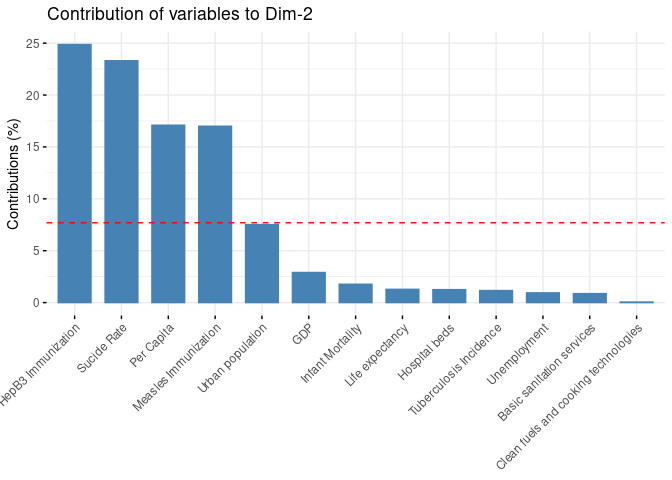 Contribution of variables to Dim-2
Contributions (%)
25
20
15
10
5
0
HepB3 Immunization
Sucide Rate
Per Capita
Measles Immunization
Urban population
GDP
Infant Mortality
Life expectancy
Hospital beds
Tuberculosis Incidence
Unemployment
Basic sanitation services
Clean fuels and cooking technologies